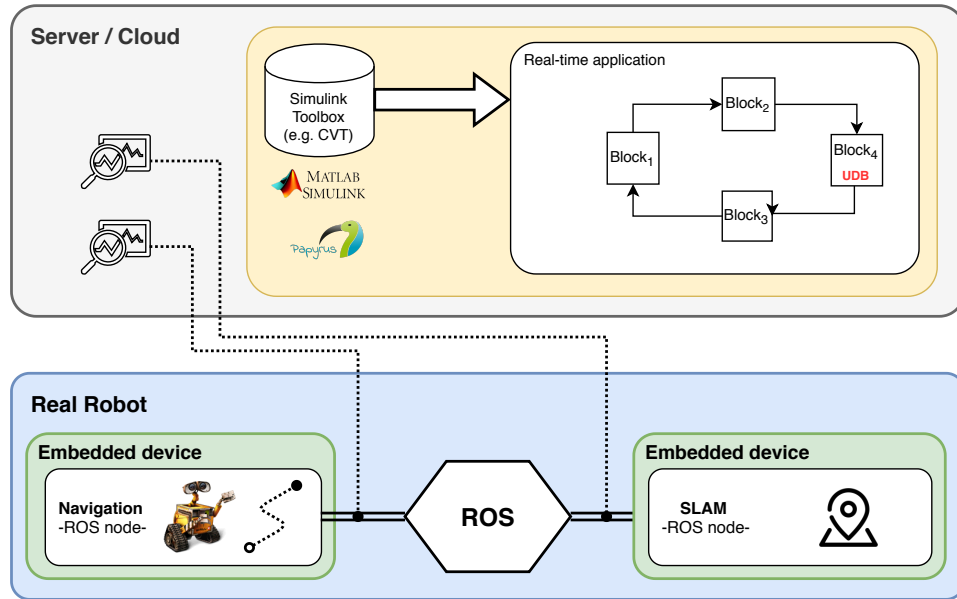 Server / Cloud
Simulink
Toolbox
(e.g. CVT)
MATLAB
SIMULINK
Papyrus
Real-time application
Block1
Block2
Block4
UDB
Block3
Real Robot
Embedded device
Navigation
-ROS node-
ROS
Embedded device
SLAM
-ROS node-